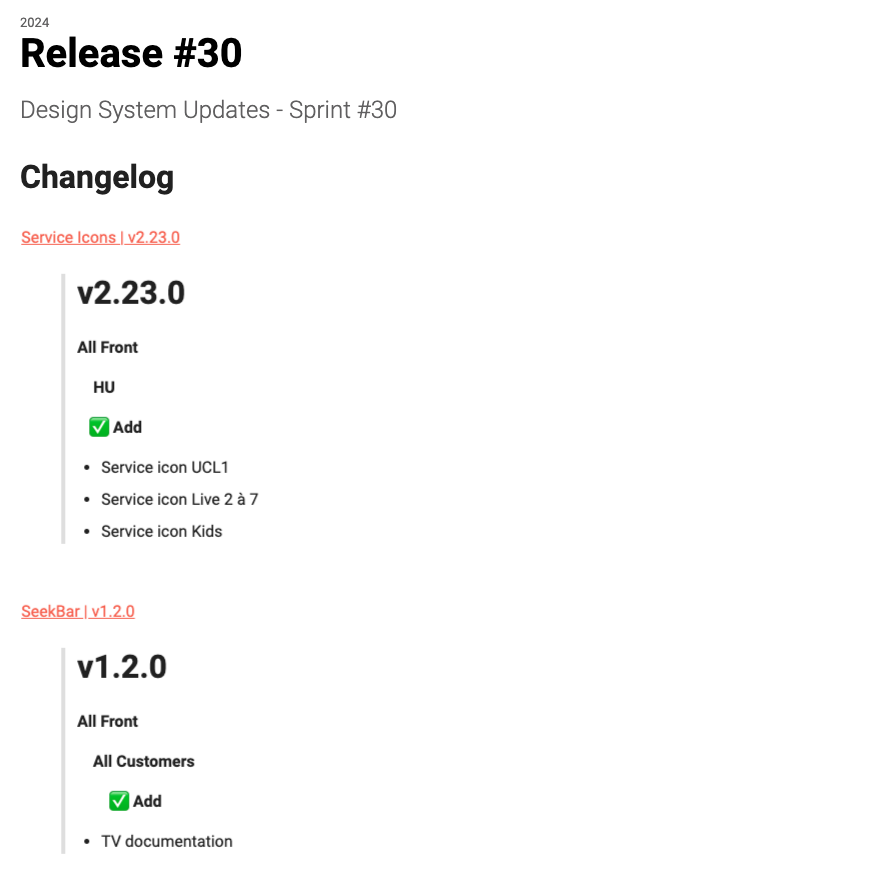 2024
Release #30
Design System Updates - Sprint #30
Changelog
Service Icons | v2.23.0
v2.23.0
All Front
HU
✅ Add
• Service icon UCL1
• Service icon Live 2 à 7
• Service icon Kids
SeekBar | v1.2.0
v1.2.0
All Front
All Customers
✅ Add
• TV documentation